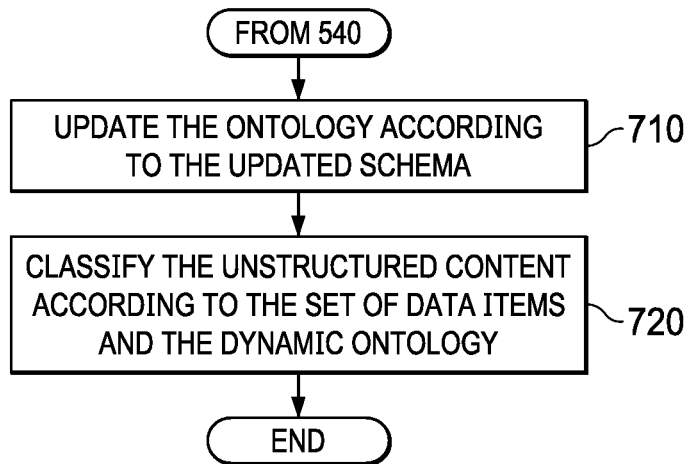 FROM 540
UPDATE THE ONTOLOGY ACCORDING
TO THE UPDATED SCHEMA
710
CLASSIFY THE UNSTRUCTURED CONTENT
ACCORDING TO THE SET OF DATA ITEMS
AND THE DYNAMIC ONTOLOGY
720
END